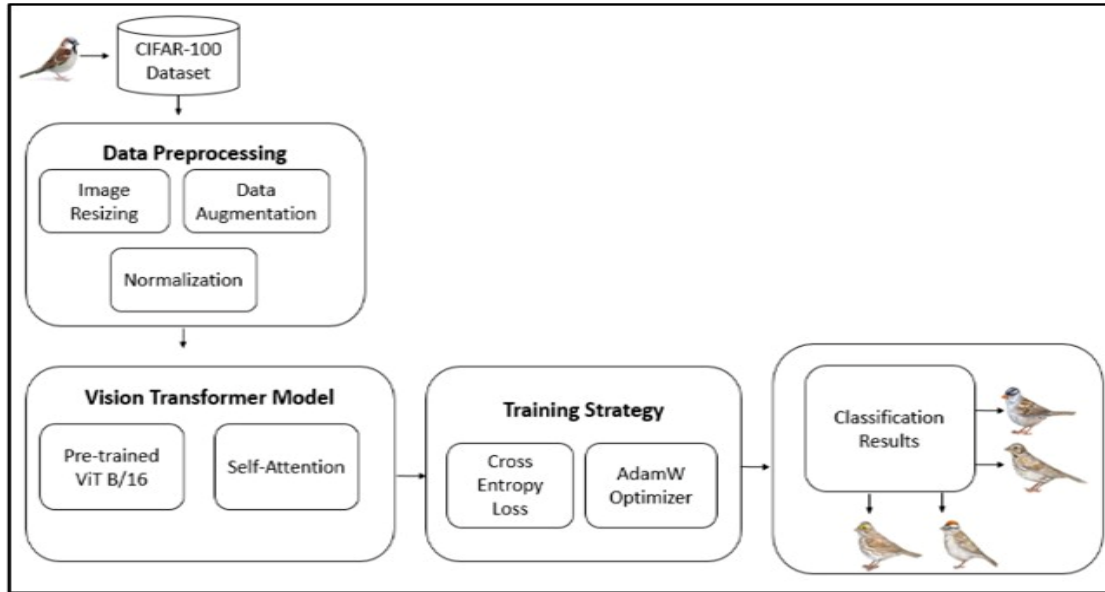 CIFAR-100
Dataset
Data Preprocessing
Image
Resizing
Data
Augmentation
Normalization
Vision Transformer Model
Pre-trained
ViT B/16
Self-Attention
Training Strategy
Cross
Entropy
Loss
AdamW
Optimizer
Classification
Results